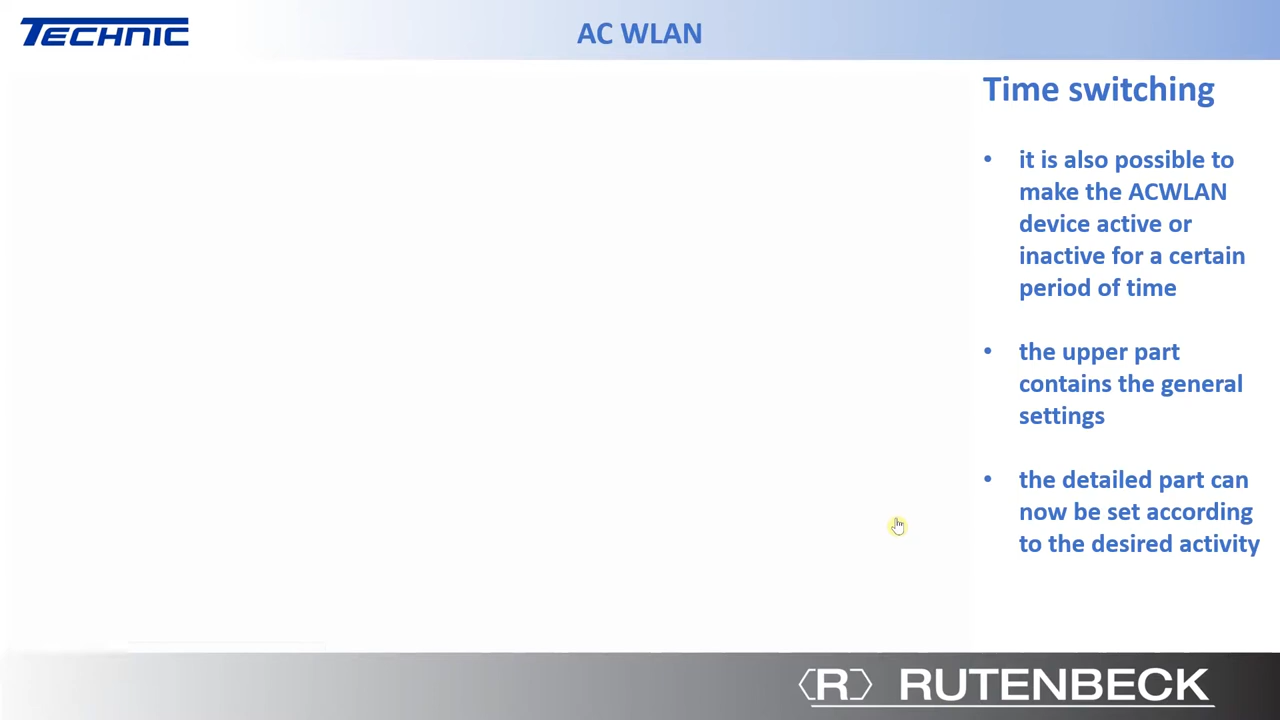 TECHNIC
AC WLAN
Time switching
• it is also possible to
make the ACWLAN
device active or
inactive for a certain
period of time
• the upper part
contains the general
settings
• the detailed part can
now be set according
to the desired activity
R RUTENBECK